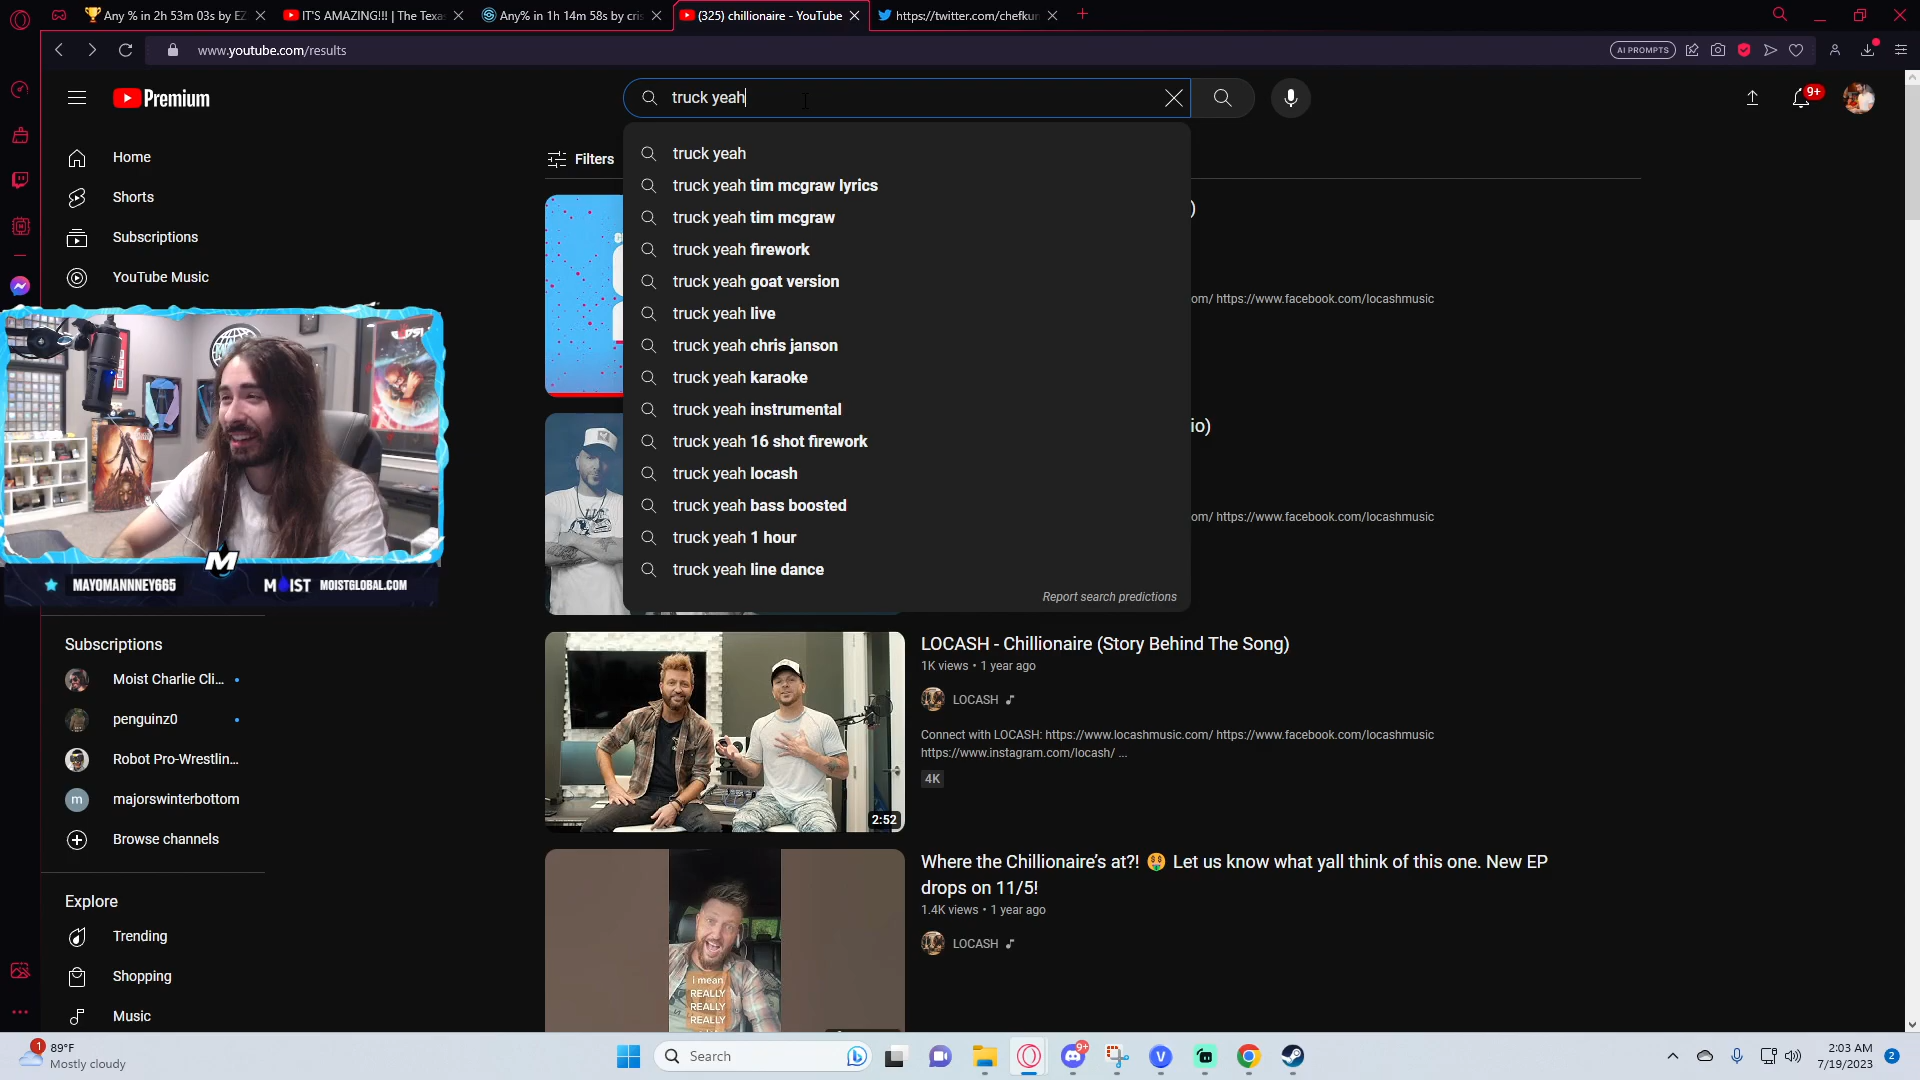 Any % in 2h 53m 03s by EZ
IT'S AMAZING!!! | The Texa
Any% in 1h 14m 58s by cris
(325) chillionaire - YouTube
https://twitter.com/chefkun
www.youtube.com/results
AI PROMPTS
Premium
truck yeah
9+
Home
Shorts
Subscriptions
YouTube Music
Filters
truck yeah
truck yeah tim mcgraw lyrics
truck yeah tim mcgraw
truck yeah firework
truck yeah goat version
truck yeah live
truck yeah chris janson
truck yeah karaoke
truck yeah instrumental
truck yeah 16 shot firework
truck yeah locash
truck yeah bass boosted
truck yeah 1 hour
truck yeah line dance
Report search predictions
)
om/ https://www.facebook.com/locashmusic
io)
om/ https://www.facebook.com/locashmusic
MAYOMANNNEY665
MOIST
MOISTGLOBAL.COM
Subscriptions
Moist Charlie Cli...
penguinz0
Robot Pro-Wrestlin...
m
majorswinterbottom
Browse channels
Explore
Trending
Shopping
Music
2:52
LOCASH - Chillionaire (Story Behind The Song)
1K views • 1 year ago
LOCASH
Connect with LOCASH: https://www.locashmusic.com/ https://www.facebook.com/locashmusic
https://www.instagram.com/locash/ ...
4K
I mean
REALLY
REALLY
REALLY
Where the Chillionaire's at?! 🤑 Let us know what yall think of this one. New EP
drops on 11/5!
1.4K views • 1 year ago
LOCASH
1
89°F
Mostly cloudy
Search
9+
2:03 AM
7/19/2023
2